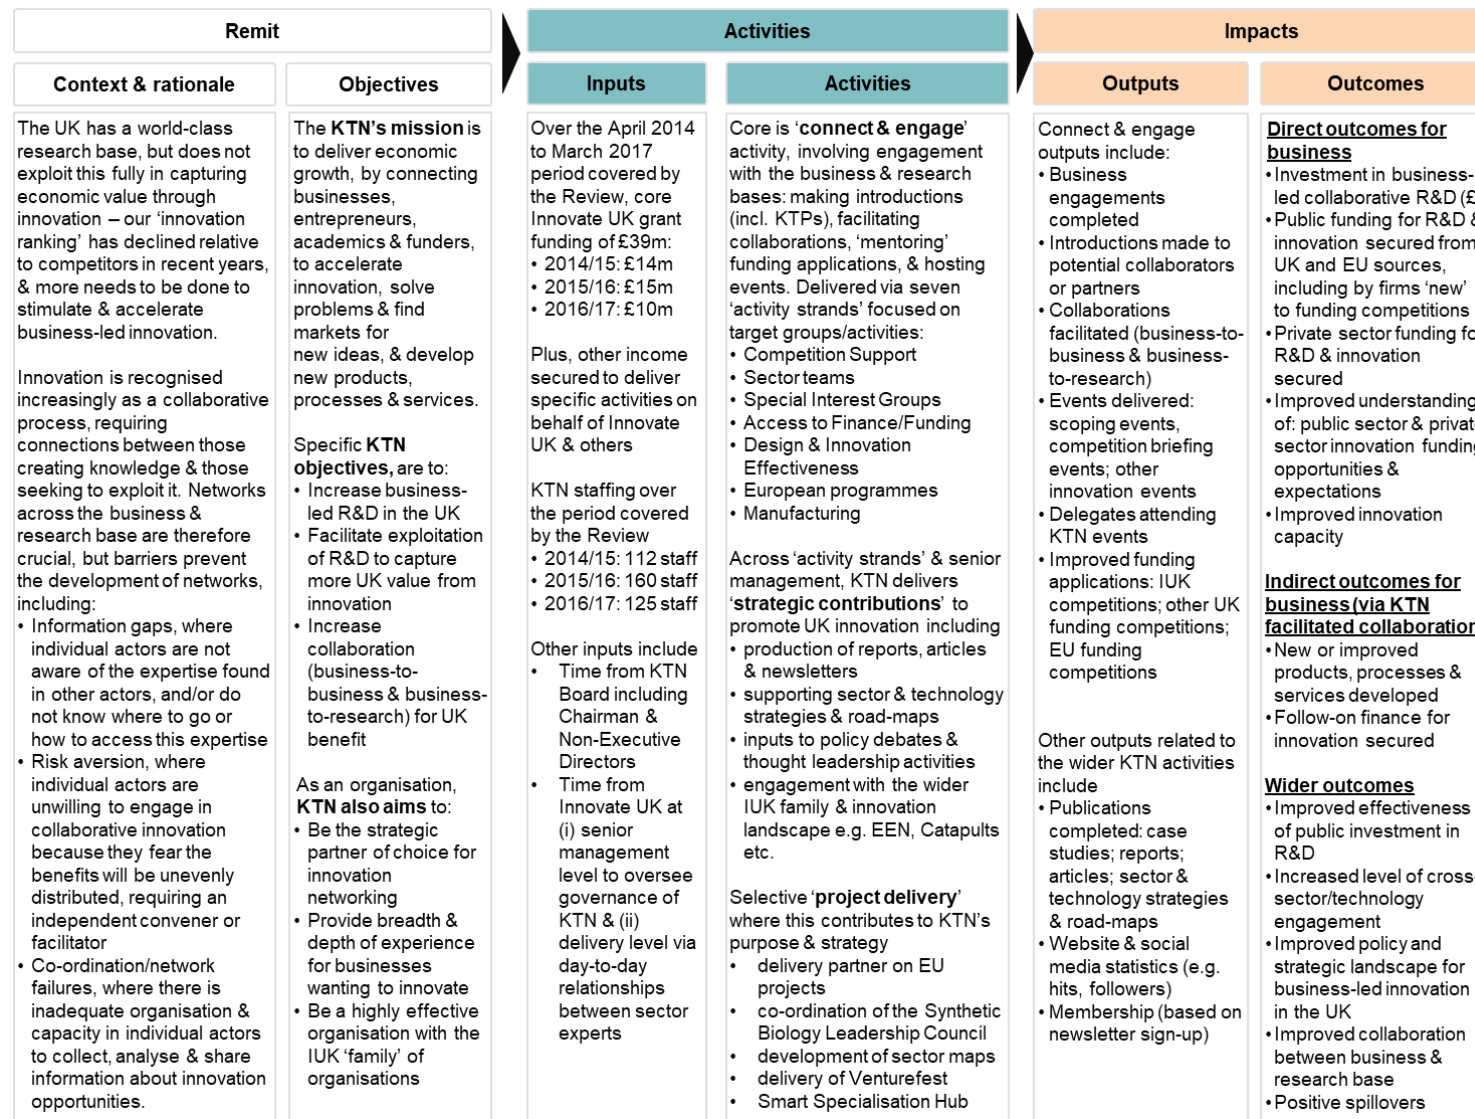 Remit
Activities
Impacts
Context & rationale
Objectives
Inputs
Activities
Outputs
Outcomes
The UK has a world-class
research base, but does not
exploit this fully in capturing
economic value through
innovation – our ‘innovation
ranking’ has declined relative
to competitors in recent years,
& more needs to be done to
stimulate & accelerate
business-led innovation.
Innovation is recognised
increasingly as a collaborative
process, requiring
connections between those
creating knowledge & those
seeking to exploit it. Networks
across the business &
research base are therefore
crucial, but barriers prevent
the development of networks,
including:
• Information gaps, where
individual actors are not
aware of the expertise found
in other actors, and/or do
not know where to go or
how to access this expertise
• Risk aversion, where
individual actors are
unwilling to engage in
collaborative innovation
because they fear the
benefits will be unevenly
distributed, requiring an
independent convener or
facilitator
• Co-ordination/network
failures, where there is
inadequate organisation &
capacity in individual actors
to collect, analyse & share
information about innovation
opportunities.
The KTN’s mission is
to deliver economic
growth, by connecting
businesses,
entrepreneurs,
academics & funders,
to accelerate
innovation, solve
problems & find
markets for
new ideas, & develop
new products,
processes & services.
Specific KTN
objectives, are to:
• Increase business-
led R&D in the UK
• Facilitate exploitation
of R&D to capture
more UK value from
innovation
• Increase
collaboration
(business-to-
business & business-
to-research) for UK
benefit
As an organisation,
KTN also aims to:
• Be the strategic
partner of choice for
innovation
networking
• Provide breadth &
depth of experience
for businesses
wanting to innovate
• Be a highly effective
organisation with the
IUK ‘family’ of
organisations
Over the April 2014
to March 2017
period covered by
the Review, core
Innovate UK grant
funding of £39m:
• 2014/15: £14m
• 2015/16: £15m
• 2016/17: £10m
Plus, other income
secured to deliver
specific activities on
behalf of Innovate
UK & others
KTN staffing over
the period covered
by the Review
• 2014/15: 112 staff
• 2015/16: 160 staff
• 2016/17: 125 staff
Other inputs include
• Time from KTN
Board including
Chairman &
Non-Executive
Directors
• Time from
Innovate UK at
(i) senior
management
level to oversee
governance of
KTN & (ii)
delivery level via
day-to-day
relationships
between sector
experts
Core is ‘connect & engage’
activity, involving engagement
with the business & research
bases: making introductions
(incl. KTPs), facilitating
collaborations, ‘mentoring’
funding applications, & hosting
events. Delivered via seven
‘activity strands’ focused on
target groups/activities:
• Competition Support
• Sector teams
• Special Interest Groups
• Access to Finance/Funding
• Design & Innovation
Effectiveness
• European programmes
• Manufacturing
Across ‘activity strands’ & senior
management, KTN delivers
‘strategic contributions’ to
promote UK innovation including
• production of reports, articles
& newsletters
• supporting sector & technology
strategies & road-maps
• inputs to policy debates &
thought leadership activities
• engagement with the wider
IUK family & innovation
landscape e.g. EEN, Catapults
etc.
Selective ‘project delivery’
where this contributes to KTN’s
purpose & strategy
• delivery partner on EU
projects
• co-ordination of the Synthetic
Biology Leadership Council
• development of sector maps
• delivery of Venturefest
• Smart Specialisation Hub
Connect & engage
outputs include:
• Business
engagements
completed
• Introductions made to
potential collaborators
or partners
• Collaborations
facilitated (business-to-
business & business-
to-research)
• Events delivered:
scoping events,
competition briefing
events; other
innovation events
• Delegates attending
KTN events
• Improved funding
applications: IUK
competitions; other UK
funding competitions;
EU funding
competitions
Other outputs related to
the wider KTN activities
include
• Publications
completed: case
studies; reports;
articles; sector &
technology strategies
& road-maps
• Website & social
media statistics (e.g.
hits, followers)
• Membership (based on
newsletter sign-up)
Direct outcomes for
business
• Investment in business-
led collaborative R&D (£
• Public funding for R&D &
innovation secured from
UK and EU sources,
including by firms ‘new’
to funding competitions
• Private sector funding fo
R&D & innovation
secured
• Improved understanding
of: public sector & private
sector innovation funding
opportunities &
expectations
• Improved innovation
capacity
Indirect outcomes for
business (via KTN
facilitated collaboration
• New or improved
products, processes &
services developed
• Follow-on finance for
innovation secured
Wider outcomes
• Improved effectiveness
of public investment in
R&D
• Increased level of cross-
sector/technology
engagement
• Improved policy and
strategic landscape for
business-led innovation
in the UK
• Improved collaboration
between business &
research base
• Positive spillovers